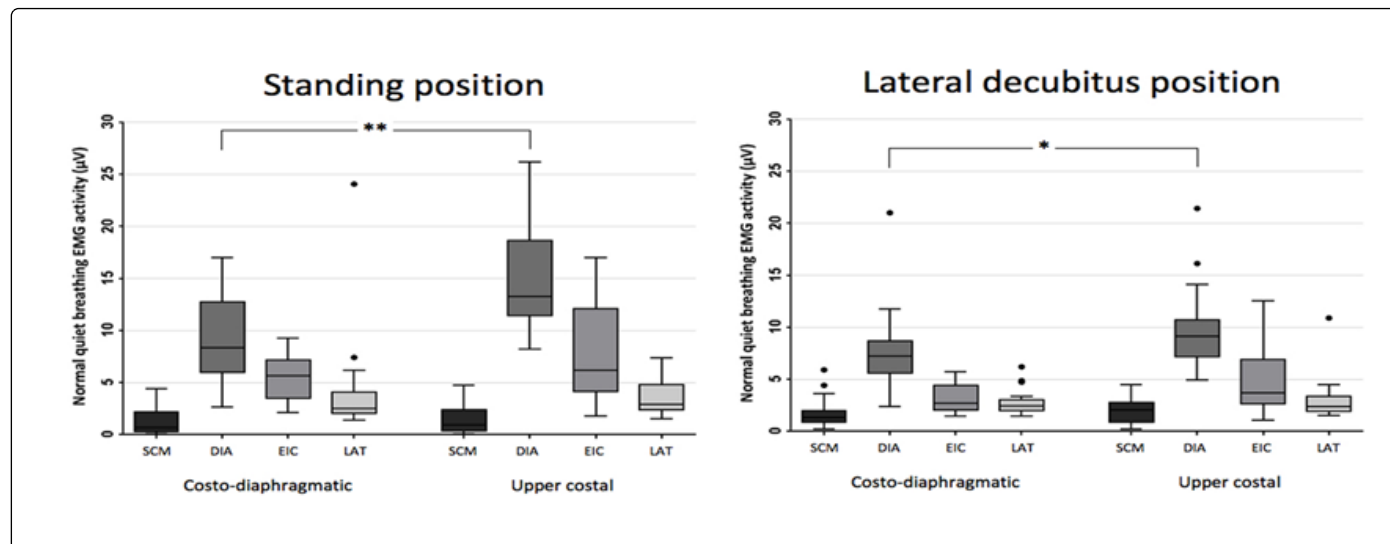 Standing position
Normal quiet breathing EMG activity (µV)
30
25
20
15
10
5
0
**
SCM DIA EIC LAT SCM DIA EIC LAT
Costo-diaphragmatic Upper costal
Lateral decubitus position
Normal quiet breathing EMG activity (µV)
30
25
20
15
10
5
0
*
SCM DIA EIC LAT SCM DIA EIC LAT
Costo-diaphragmatic Upper costal